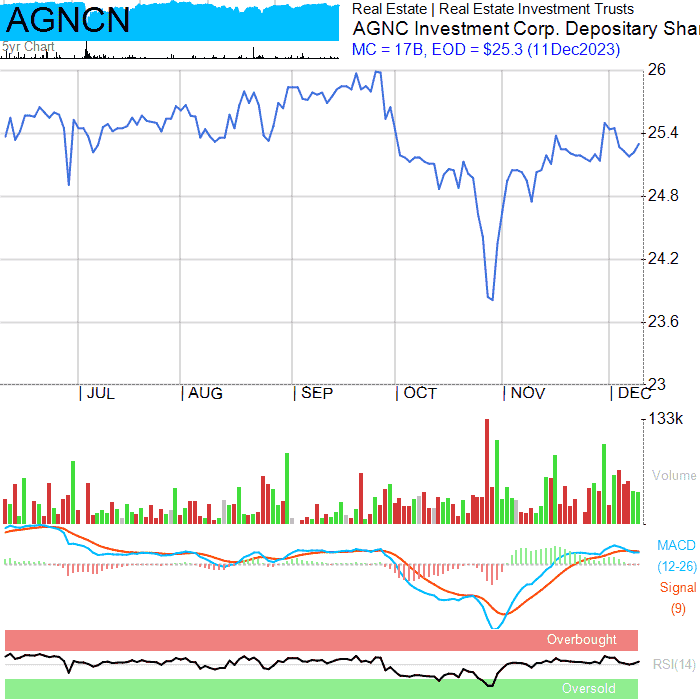 AGNCN
5yr Chart
Real Estate | Real Estate Investment Trusts
AGNC Investment Corp. Depositary Shar
MC = 17B, EOD = $25.3 (11Dec2023)
26
25.4
24.8
24.2
23.6
23
| JUL | AUG | SEP | OCT | NOV | DEC
133k
Volume
MACD
(12-26)
Signal
(9)
Overbought
RSI(14)
Oversold